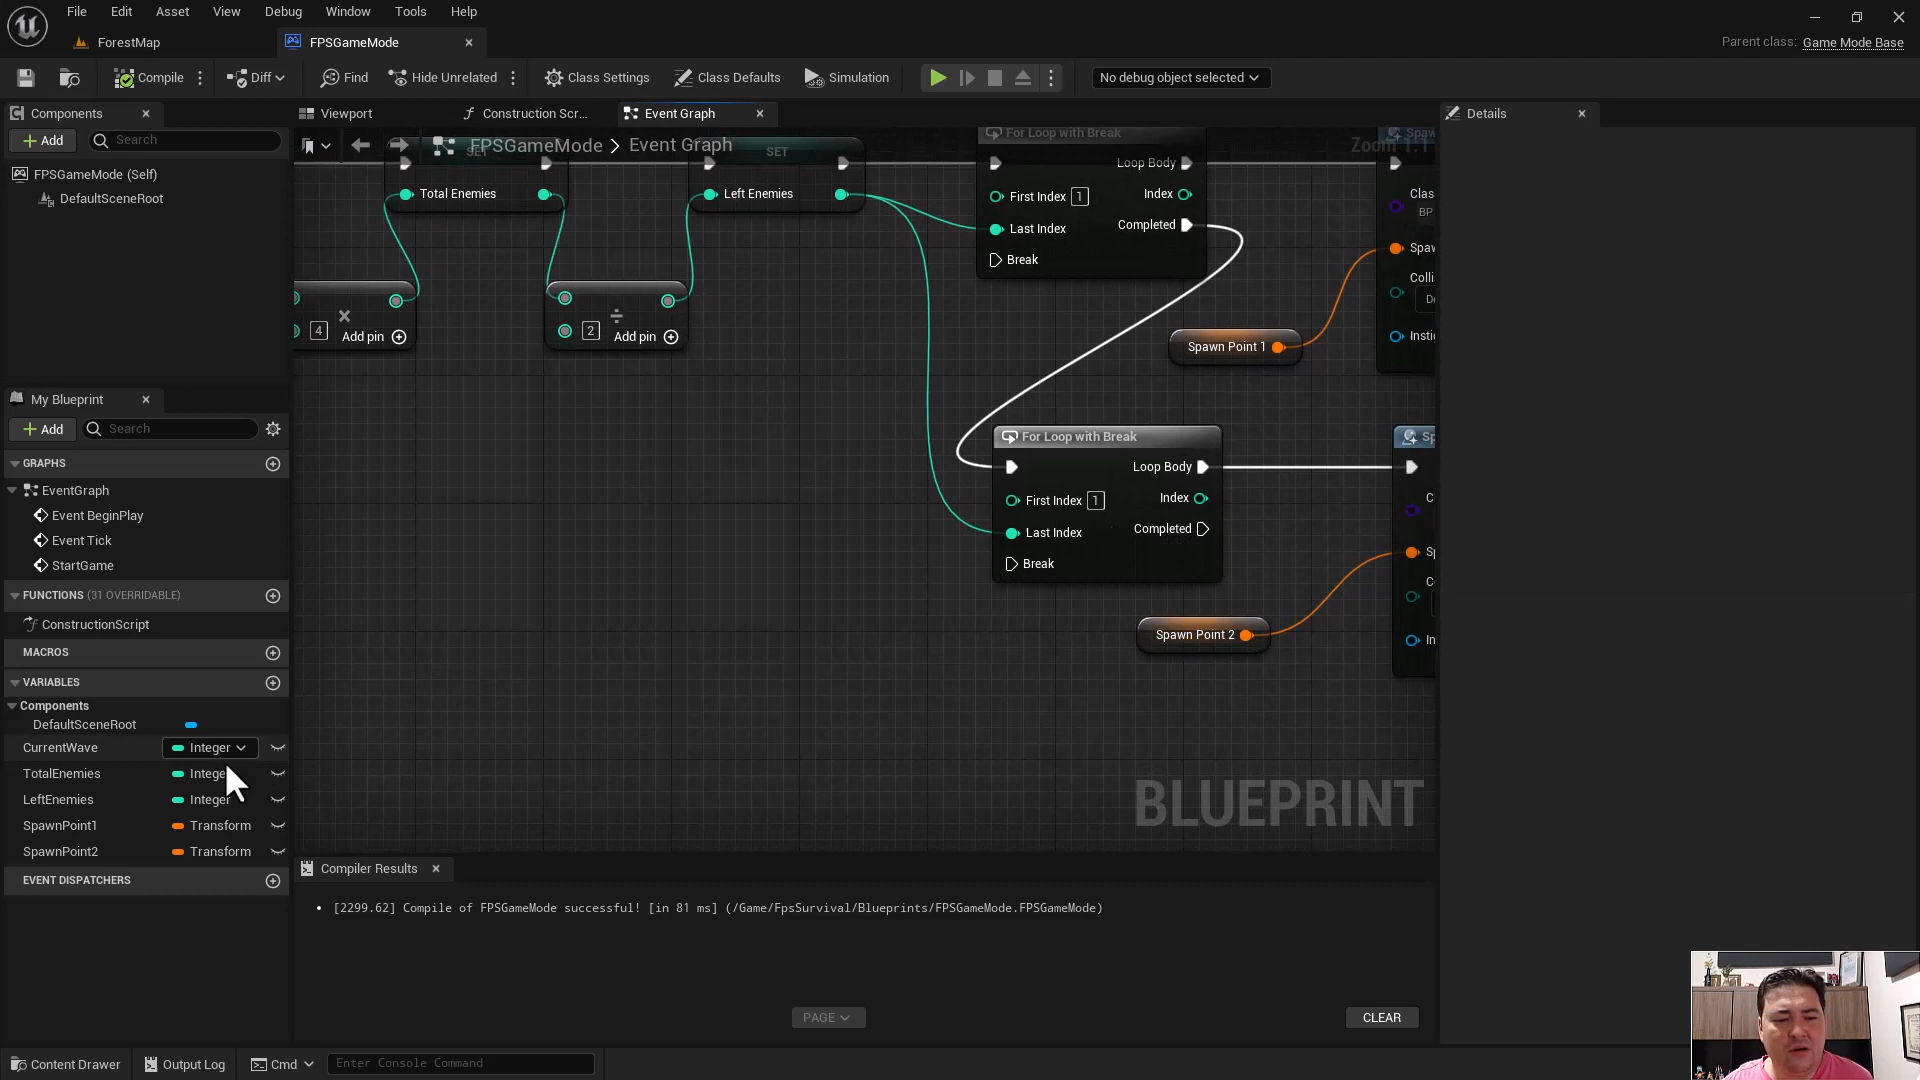 File Edit Asset View Debug Window Tools Help
ForestMap FPSGameMode Parent class: Game Mode Base
Compile Diff Find Hide Unrelated Class Settings Class Defaults Simulation No debug object selected
Components
Add Search
FPSGameMode (Self)
DefaultSceneRoot
My Blueprint
Add Search
GRAPHS
EventGraph
Event BeginPlay
Event Tick
StartGame
FUNCTIONS (31 OVERRIDABLE)
ConstructionScript
MACROS
VARIABLES
Components
DefaultSceneRoot
CurrentWave Integer
TotalEnemies
LeftEnemies Integer
SpawnPoint1 Transform
SpawnPoint2 Transform
EVENT DISPATCHERS
Viewport Construction Scr... Event Graph
FPSGameMode > Event Graph
SET
Total Enemies
SET
Left Enemies
4 Add pin
÷
2 Add pin
For Loop with Break
Loop Body
First Index 1 Index
Last Index Completed
Break
Spawn Point 1
For Loop with Break
Loop Body
First Index 1 Index
Last Index Completed
Break
Spawn Point 2
BLUEPRINT
Compiler Results
• [2299.62] Compile of FPSGameMode successful! [in 81 ms] (/Game/FpsSurvival/Blueprints/FPSGameMode.FPSGameMode)
PAGE CLEAR
Details
Content Drawer Output Log Cmd Enter Console Command